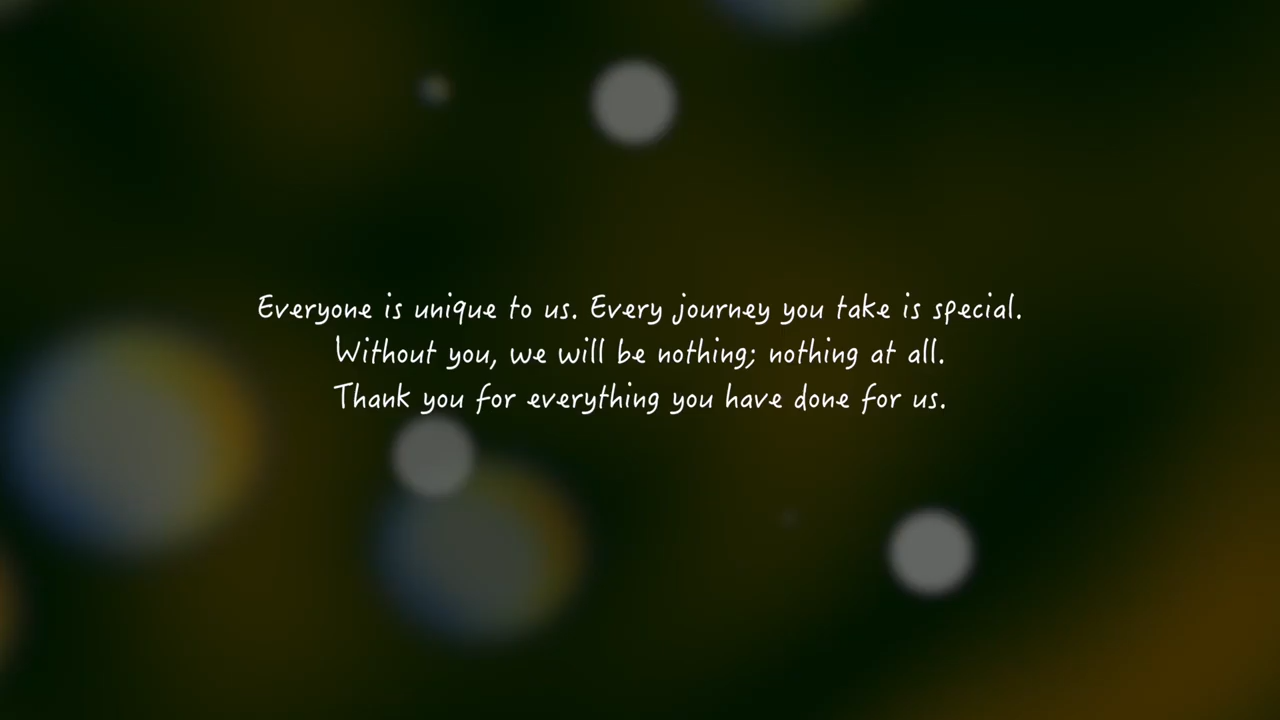 Everyone is unique to us. Every journey you take is special.
Without you, we will be nothing; nothing at all.
Thank you for everything you have done for us.